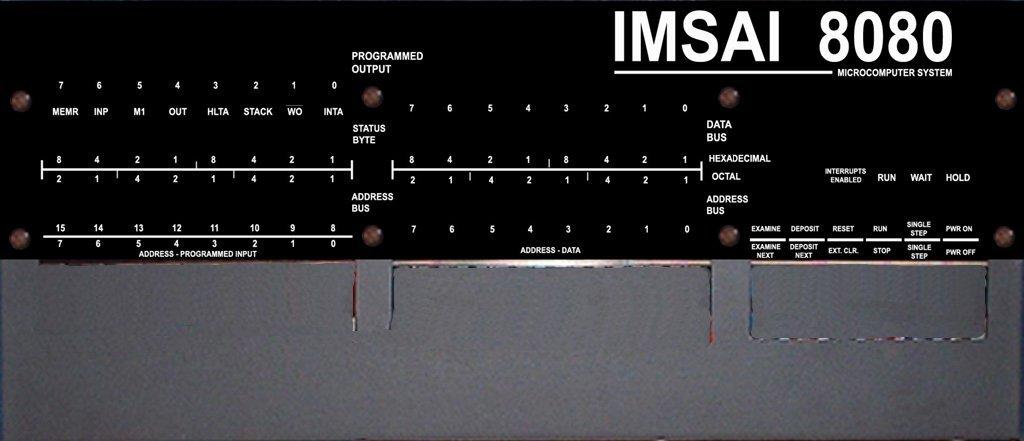 IMSAI 8080
MICROCOMPUTER SYSTEM
PROGRAMMED
OUTPUT
7 6 5 4 3 2 1 0
MEMR INP M1 OUT HLTA STACK WO INTA
STATUS
BYTE
7 6 5 4 3 2 1 0
DATA
BUS
8 4 2 1 8 4 2 1
2 1 4 2 1 4 2 1
8 4 2 1 8 4 2 1
2 1 4 2 1 4 2 1
HEXADECIMAL
OCTAL
ADDRESS
BUS
ADDRESS
BUS
INTERRUPTS
ENABLED
RUN WAIT HOLD
15 14 13 12 11 10 9 8
7 6 5 4 3 2 1 0
ADDRESS - PROGRAMMED INPUT
7 6 5 4 3 2 1 0
ADDRESS - DATA
EXAMINE DEPOSIT RESET RUN SINGLE
STEP PWR ON
EXAMINE
NEXT DEPOSIT
NEXT EXT. CLR. STOP SINGLE
STEP PWR OFF